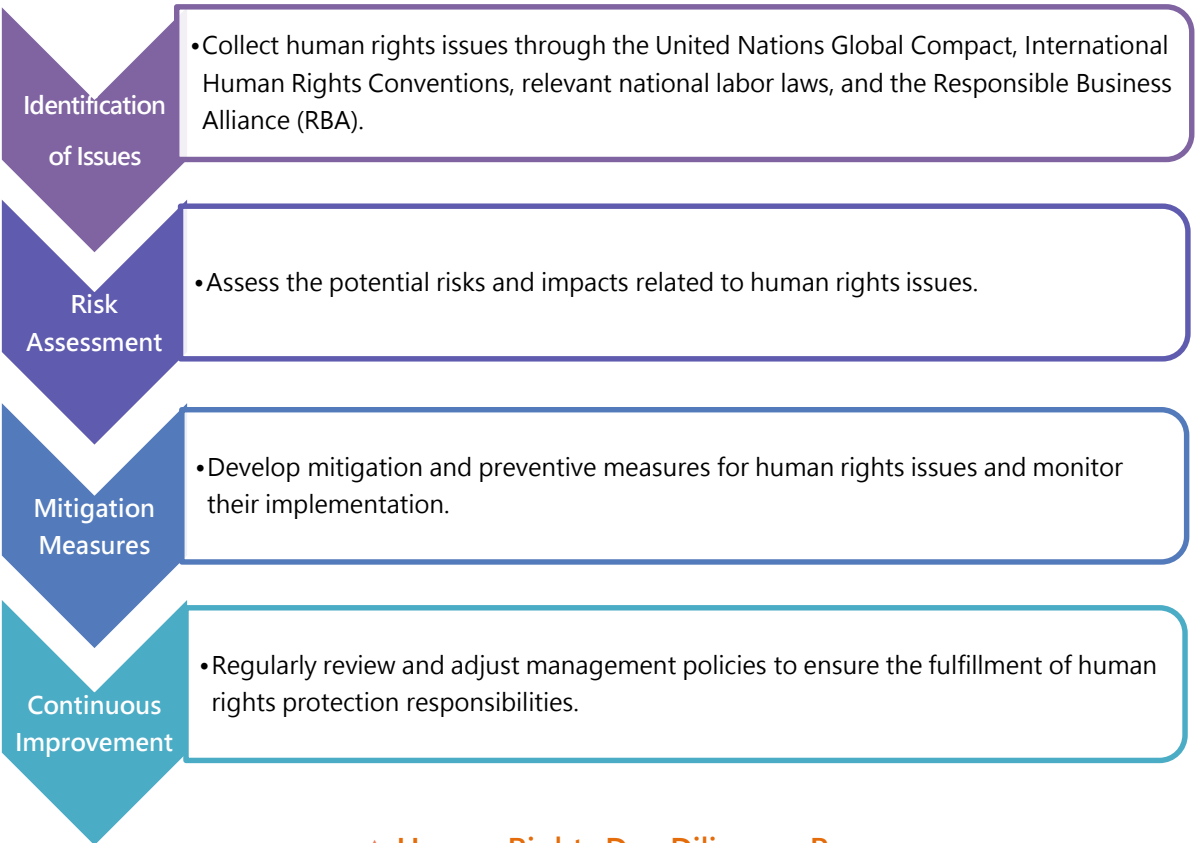 Identification
of Issues
•Collect human rights issues through the United Nations Global Compact, International
Human Rights Conventions, relevant national labor laws, and the Responsible Business
Alliance (RBA).
Risk
Assessment
•Assess the potential risks and impacts related to human rights issues.
Mitigation
Measures
•Develop mitigation and preventive measures for human rights issues and monitor
their implementation.
Continuous
Improvement
•Regularly review and adjust management policies to ensure the fulfillment of human
rights protection responsibilities.